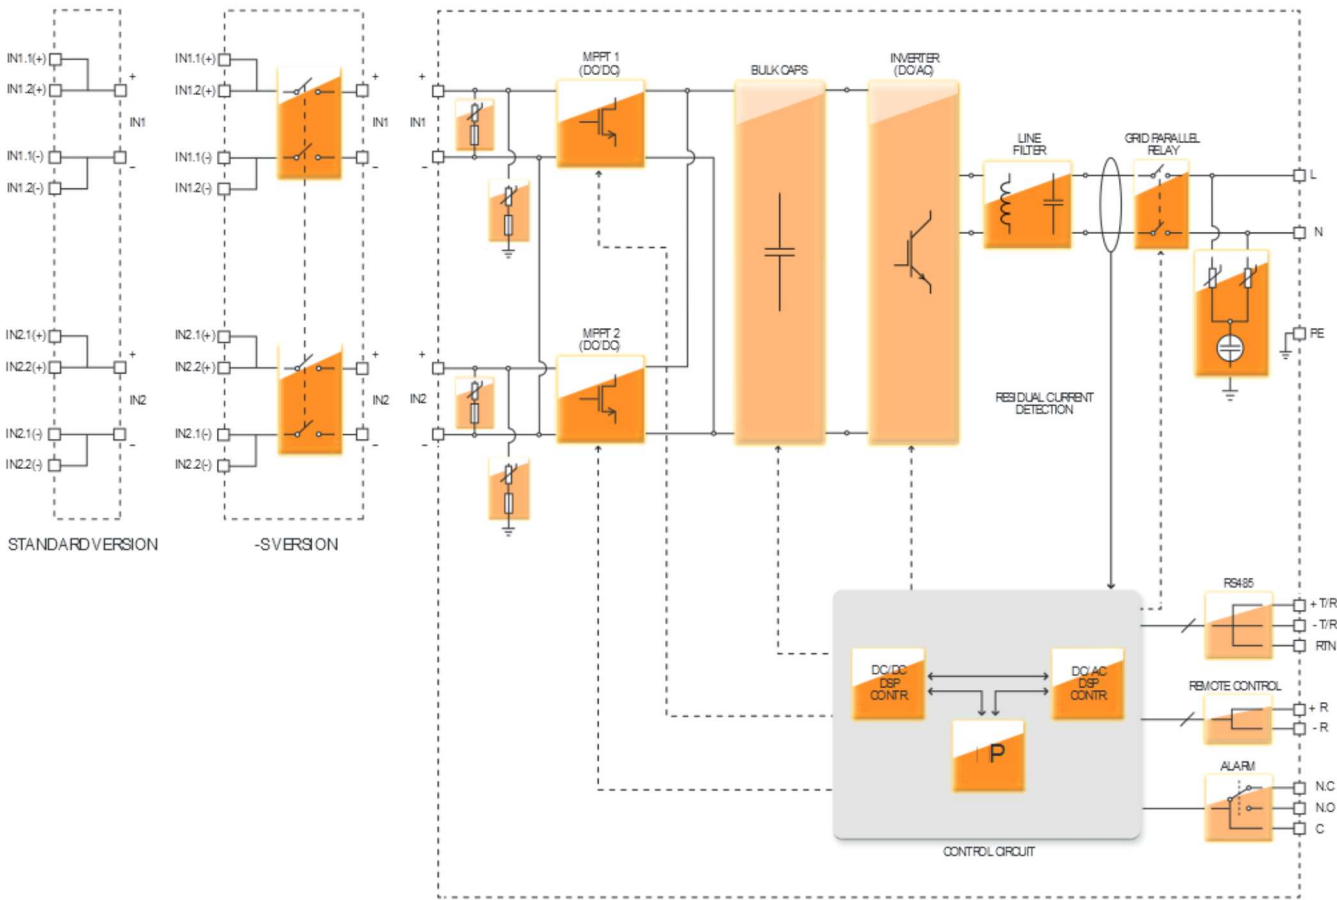 IN1.1(+)
IN1.2(+)
+
IN1
IN1.1(-)
IN1.2(-)
-
IN2.1(+)
IN2.2(+)
+
IN2
IN2.1(-)
IN2.2(-)
-
STANDARD VERSION
IN1.1(+)
IN1.2(+)
+
IN1
IN1.1(-)
IN1.2(-)
-
IN2.1(+)
IN2.2(+)
+
IN2
IN2.1(-)
IN2.2(-)
-
-S VERSION
+
IN1
-
+
IN2
-
MPPT 1
(DC/DC)
MPPT 2
(DC/DC)
BULK CAPS
INVERTER
(DC/AC)
LINE
FILTER
GRID PARALLEL
RELAY
L
N
PE
RESIDUAL CURRENT
DETECTION
DC/DC
DSP
CONTR.
DC/AC
DSP
CONTR.
P
CONTROL CIRCUIT
RS485
+ T/R
- T/R
RTN
REMOTE CONTROL
+ R
- R
ALARM
N.C
N.O
C